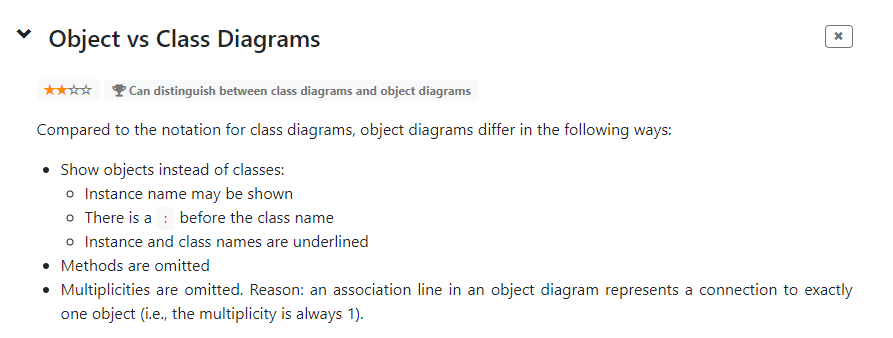 Object vs Class Diagrams
Can distinguish between class diagrams and object diagrams
Compared to the notation for class diagrams, object diagrams differ in the following ways:
Show objects instead of classes:
Instance name may be shown
There is a : before the class name
Instance and class names are underlined
Methods are omitted
Multiplicities are omitted. Reason: an association line in an object diagram represents a connection to exactly
one object (i.e., the multiplicity is always 1).